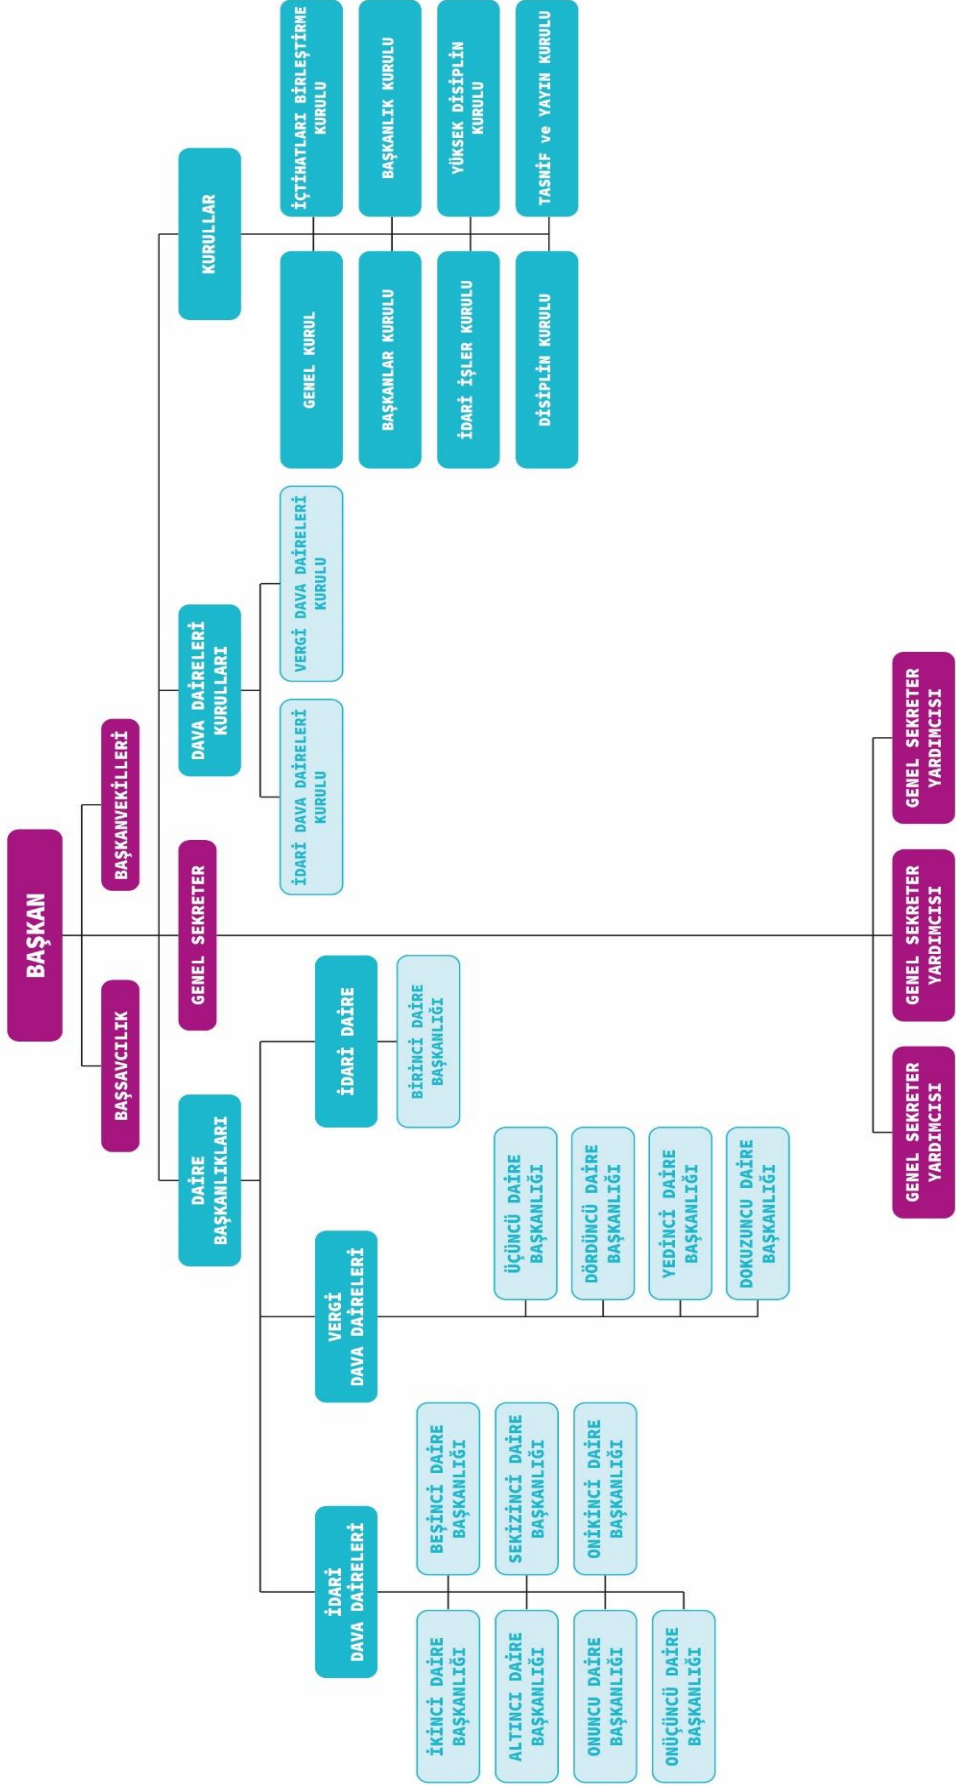 BAŞKAN
BAŞSAVCILIK
BAŞKANVEKİLLERİ
DAİRE
BAŞKANLIKLARI
GENEL SEKRETER
DAVA DAİRELERİ
KURULLARI
KURULLAR
İDARİ
DAVA DAİRELERİ
VERGİ
DAVA DAİRELERİ
İDARİ DAİRE
İDARİ DAVA DAİRELERİ
KURULU
VERGİ DAVA DAİRELERİ
KURULU
GENEL KURUL
İÇTİHATLARI BİRLEŞTİRME
KURULU
BAŞKANLAR KURULU
BAŞKANLIK KURULU
İDARİ İŞLER KURULU
YÜKSEK DİSİPLİN
KURULU
DİSİPLİN KURULU
TASNİF ve YAYIN KURULU
İKİNCİ DAİRE
BAŞKANLIĞI
BEŞİNCİ DAİRE
BAŞKANLIĞI
ALTINCI DAİRE
BAŞKANLIĞI
SEKİZİNCİ DAİRE
BAŞKANLIĞI
ONUNCU DAİRE
BAŞKANLIĞI
ONİKİNCİ DAİRE
BAŞKANLIĞI
ONÜÇÜNCÜ DAİRE
BAŞKANLIĞI
ÜÇÜNCÜ DAİRE
BAŞKANLIĞI
DÖRDÜNCÜ DAİRE
BAŞKANLIĞI
YEDİNCİ DAİRE
BAŞKANLIĞI
DOKUZUNCU DAİRE
BAŞKANLIĞI
BİRİNCİ DAİRE
BAŞKANLIĞI
GENEL SEKRETER
YARDIMCISI
GENEL SEKRETER
YARDIMCISI
GENEL SEKRETER
YARDIMCISI